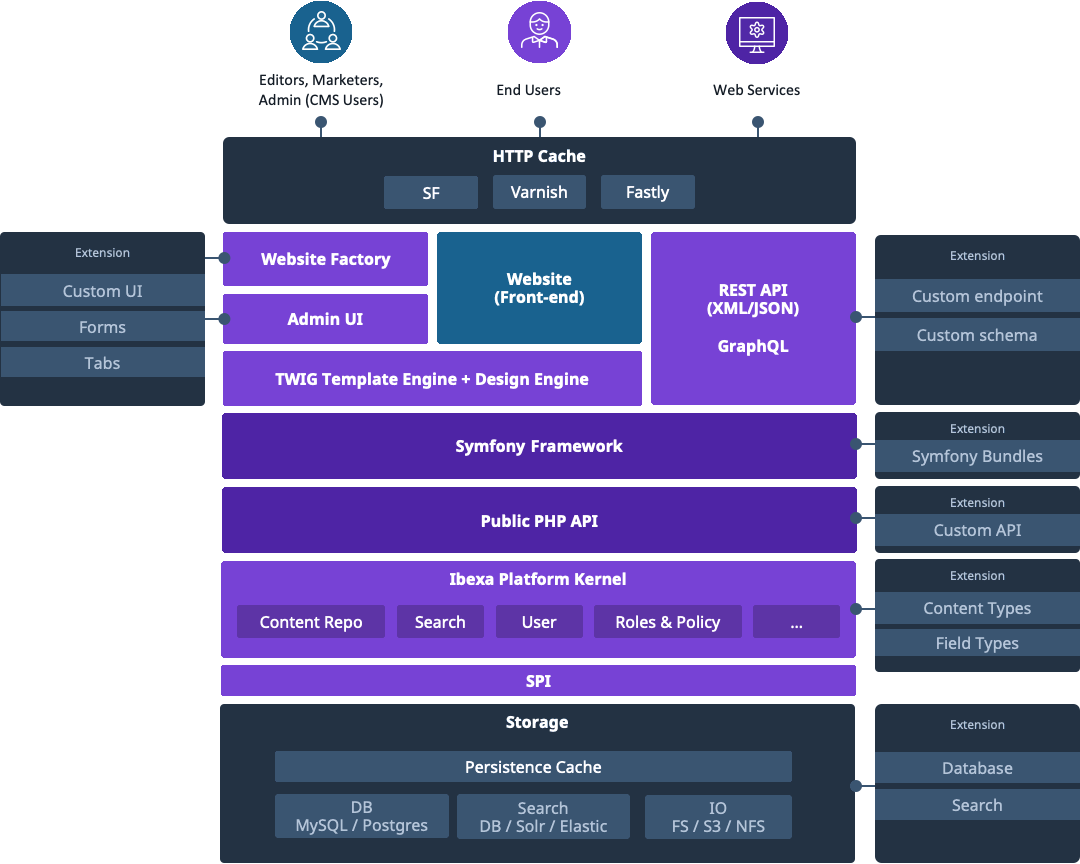 Editors, Marketers,
Admin (CMS Users)
End Users
Web Services
HTTP Cache
SF
Varnish
Fastly
Extension
Custom UI
Forms
Tabs
Website Factory
Admin UI
Website
(Front-end)
REST API
(XML/JSON)
GraphQL
TWIG Template Engine + Design Engine
Extension
Custom endpoint
Custom schema
Symfony Framework
Extension
Symfony Bundles
Public PHP API
Extension
Custom API
Ibexa Platform Kernel
Content Repo
Search
User
Roles & Policy
...
Extension
Content Types
Field Types
SPI
Storage
Persistence Cache
DB
MySQL / Postgres
Search
DB / Solr / Elastic
IO
FS / S3 / NFS
Extension
Database
Search